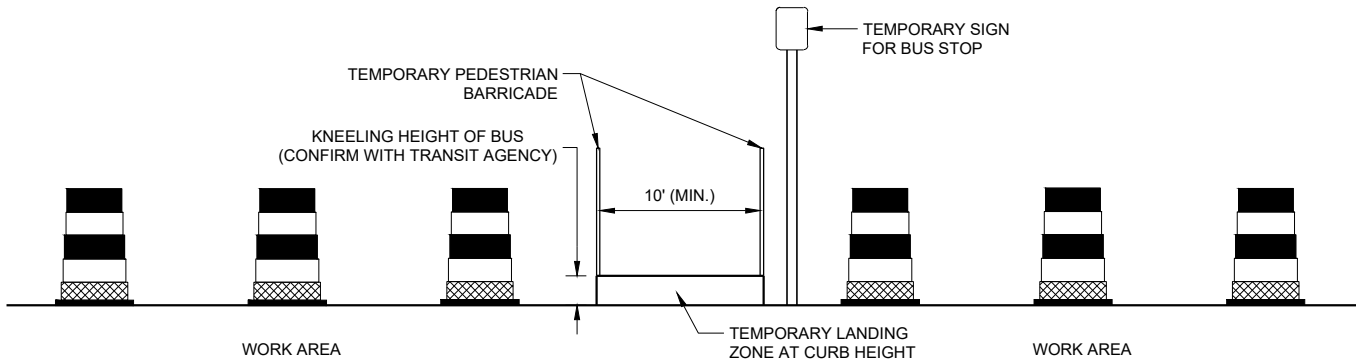 TEMPORARY SIGN
FOR BUS STOP
TEMPORARY PEDESTRIAN
BARRICADE
KNEELING HEIGHT OF BUS
(CONFIRM WITH TRANSIT AGENCY)
10' (MIN.)
TEMPORARY LANDING
ZONE AT CURB HEIGHT
WORK AREA
WORK AREA